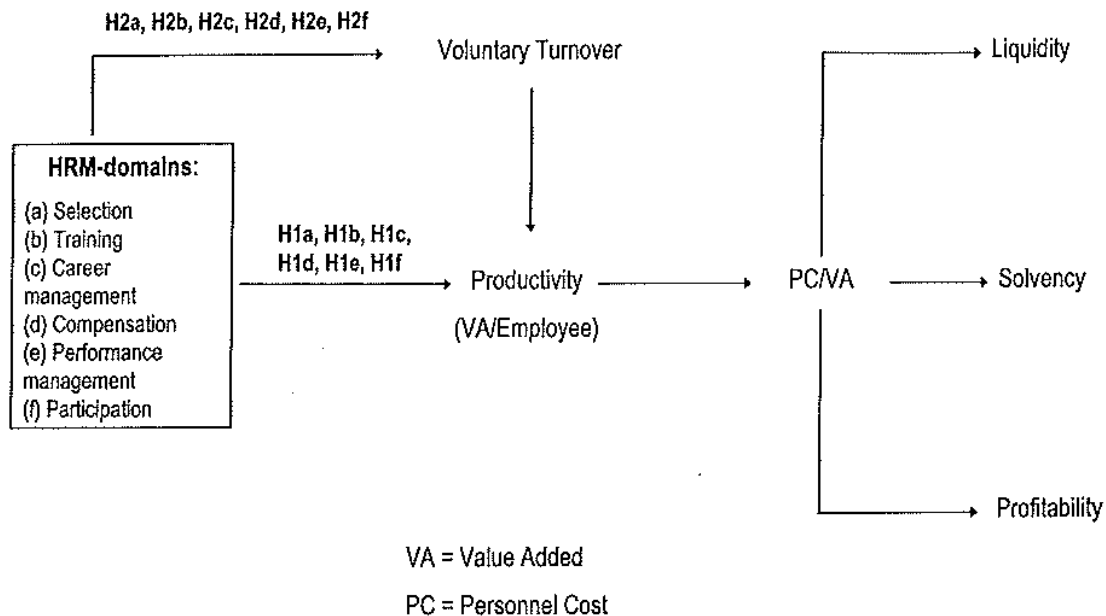 H2a, H2b, H2c, H2d, H2e, H2f
Voluntary Turnover
Liquidity
HRM-domains:
(a) Selection
(b) Training
(c) Career
management
(d) Compensation
(e) Performance
management
(f) Participation
H1a, H1b, H1c,
H1d, H1e, H1f
Productivity
(VA/Employee)
PC/VA
Solvency
Profitability
VA = Value Added
PC = Personnel Cost